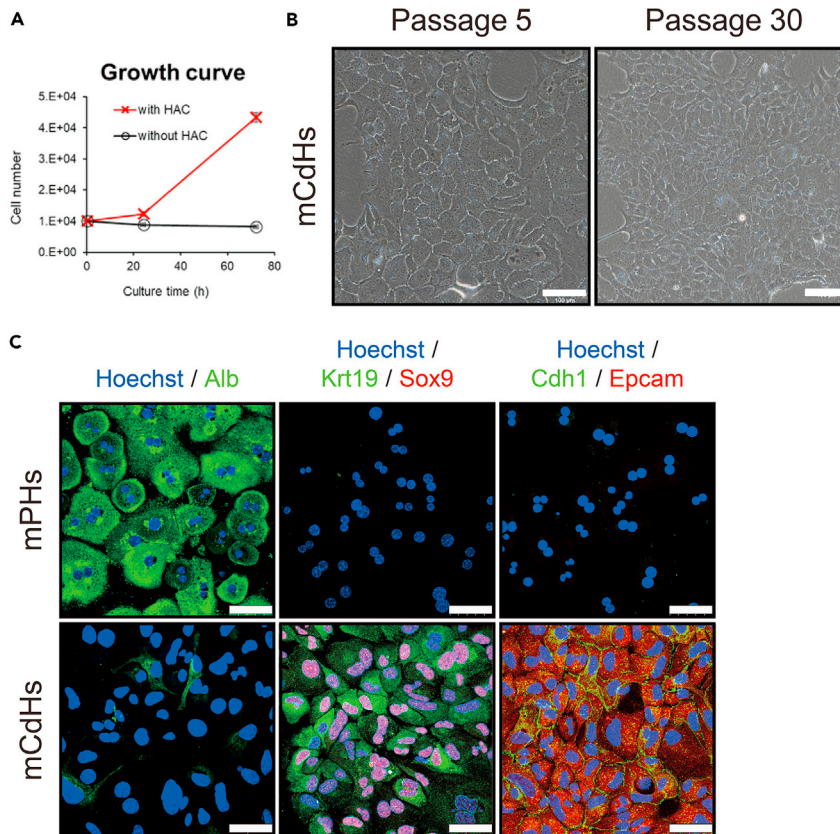 A
Growth curve
5.E+04
4.E+04
3.E+04
2.E+04
1.E+04
0.E+00
Cell number
with HAC
without HAC
0 20 40 60 80
Culture time (h)
B
Passage 5 Passage 30
mCdHs
100 μm
C
Hoechst / Alb
Hoechst /
Krt19 / Sox9
Hoechst /
Cdh1 / Epcam
mPHs
mCdHs